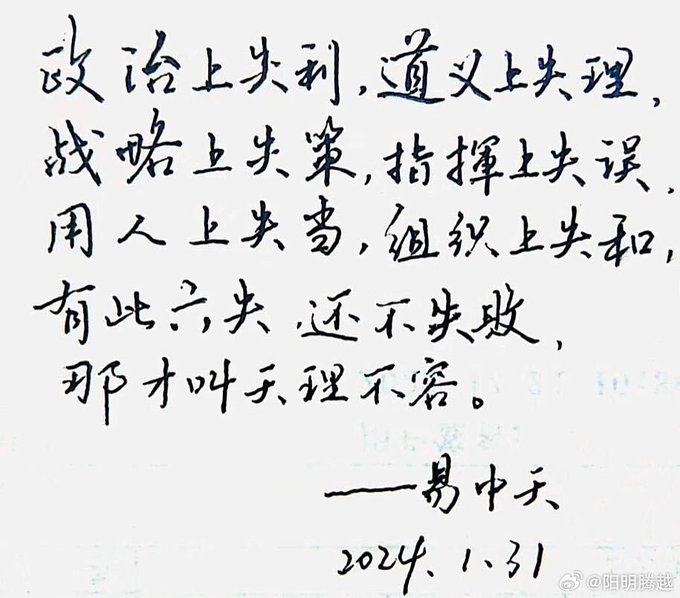 政治上失利，道义上失理，
战略上失策，指揮上失误，
用人上失当，组织上失和，
有此六失，还不失败，
那才叫天理不容。
——易中天
2024.1.31
@阳明腾越